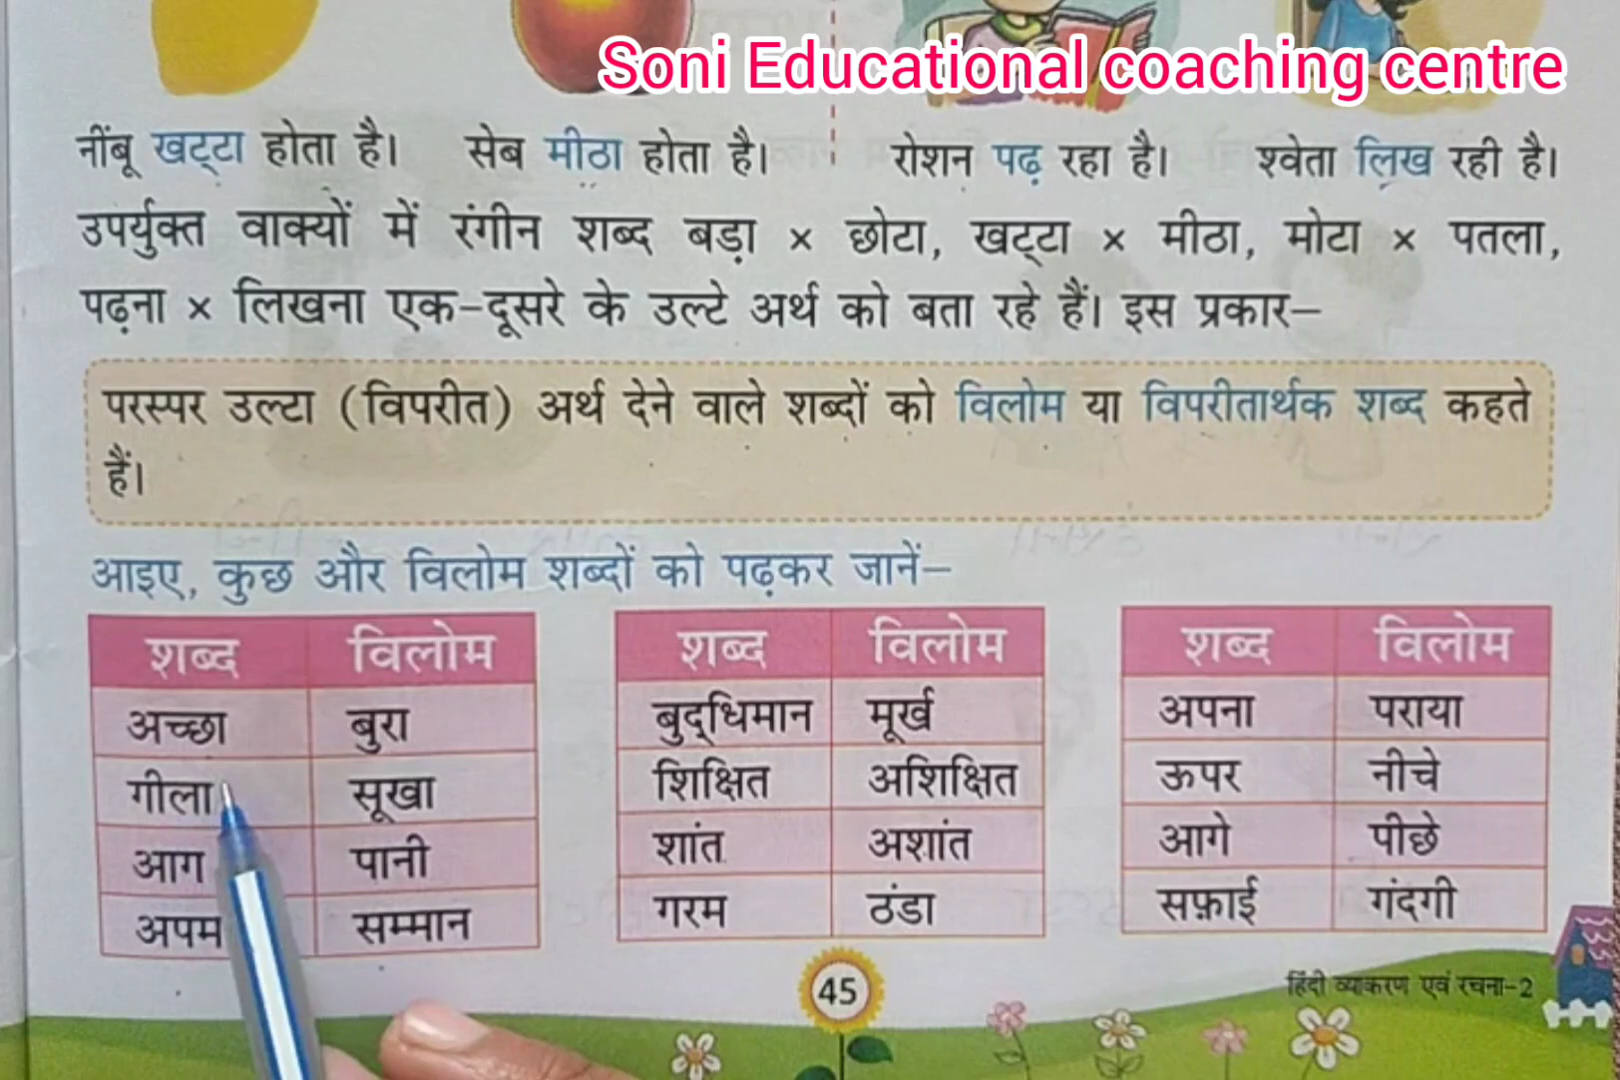 Soni Educational coaching centre
नींबू खट्टा होता है। सेब मीठा होता है। रोशन पढ़ रहा है। श्वेता लिख रही है।
उपर्युक्त वाक्यों में रंगीन शब्द बड़ा × छोटा, खट्टा × मीठा, मोटा × पतला,
पढ़ना × लिखना एक-दूसरे के उल्टे अर्थ को बता रहे हैं। इस प्रकार–
परस्पर उल्टा (विपरीत) अर्थ देने वाले शब्दों को विलोम या विपरीतार्थक शब्द कहते
हैं।
आइए, कुछ और विलोम शब्दों को पढ़कर जानें–
शब्द विलोम शब्द विलोम शब्द विलोम
अच्छा बुरा बुद्धिमान मूर्ख अपना पराया
गीला सूखा शिक्षित अशिक्षित ऊपर नीचे
आग पानी शांत अशांत आगे पीछे
अपम सम्मान गरम ठंडा सफ़ाई गंदगी
45
हिंदी व्याकरण एवं रचना-2